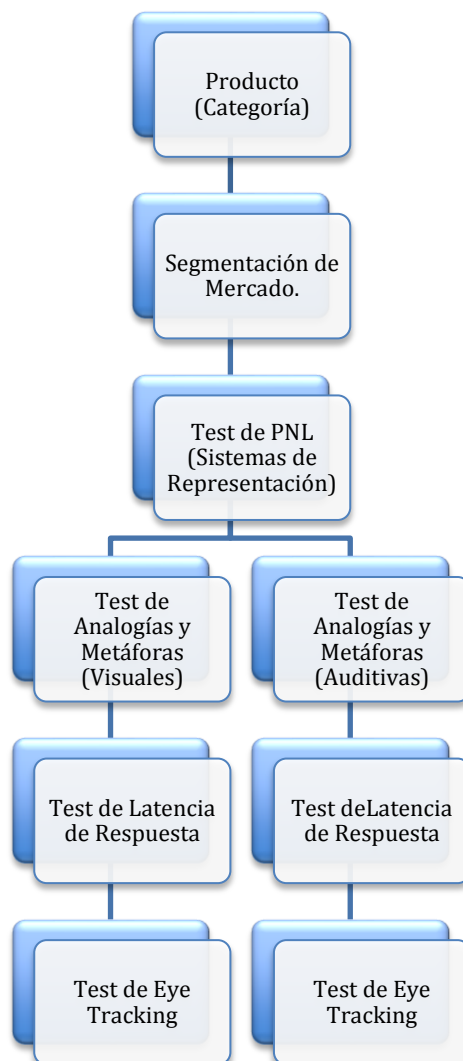 Producto
(Categoría)
Segmentación de
Mercado.
Test de PNL
(Sistemas de
Representación)
Test de
Analogías y
Metáforas
(Visuales)
Test de
Analogías y
Metáforas
(Auditivas)
Test de Latencia
de Respuesta
Test deLatencia
de Respuesta
Test de Eye
Tracking
Test de Eye
Tracking